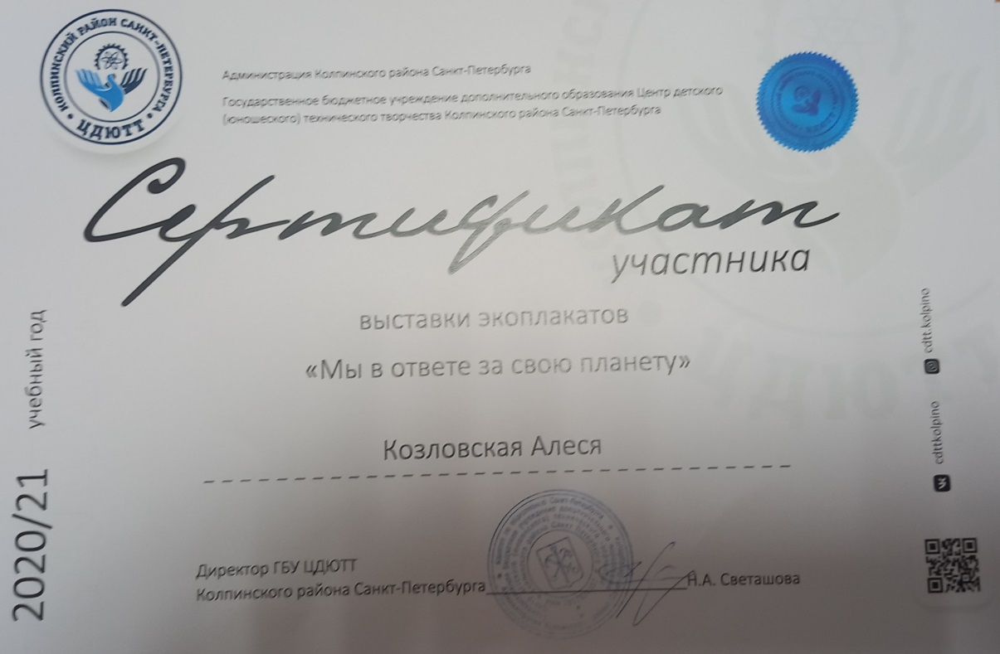 КОЛПИНСКИЙ РАЙОН САНКТ-ПЕТЕРБУРГА
ЦДЮТТ
Администрация Колпинского района Санкт-Петербурга
Государственное бюджетное учреждение дополнительного образования Центр детского
(юношеского) технического творчества Колпинского района Санкт-Петербурга
Сертификат
участника
выставки экоплакатов
«Мы в ответе за свою планету»
Козловская Алеся
Директор ГБУ ЦДЮТТ
Колпинского района Санкт-Петербурга Н.А. Светашова
2020/21 учебный год
cdttkolpino
cdtt.kolpino